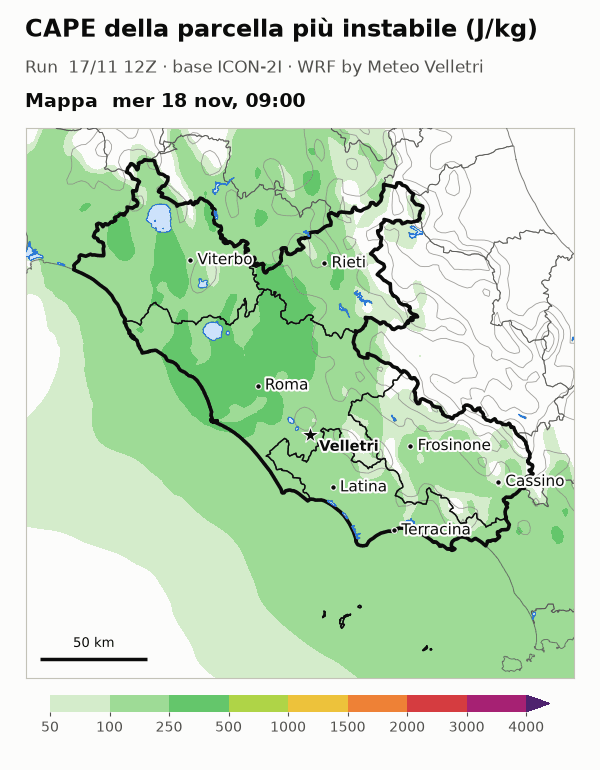 CAPE della parcella più instabile (J/kg)
Run  17/11 12Z · base ICON-2I · WRF by Meteo Velletri
Mappa  mer 18 nov, 09:00
Viterbo
Rieti
Roma
Velletri
Frosinone
Cassino
Latina
Terracina
50 km
50 100 250 500 1000 1500 2000 3000 4000